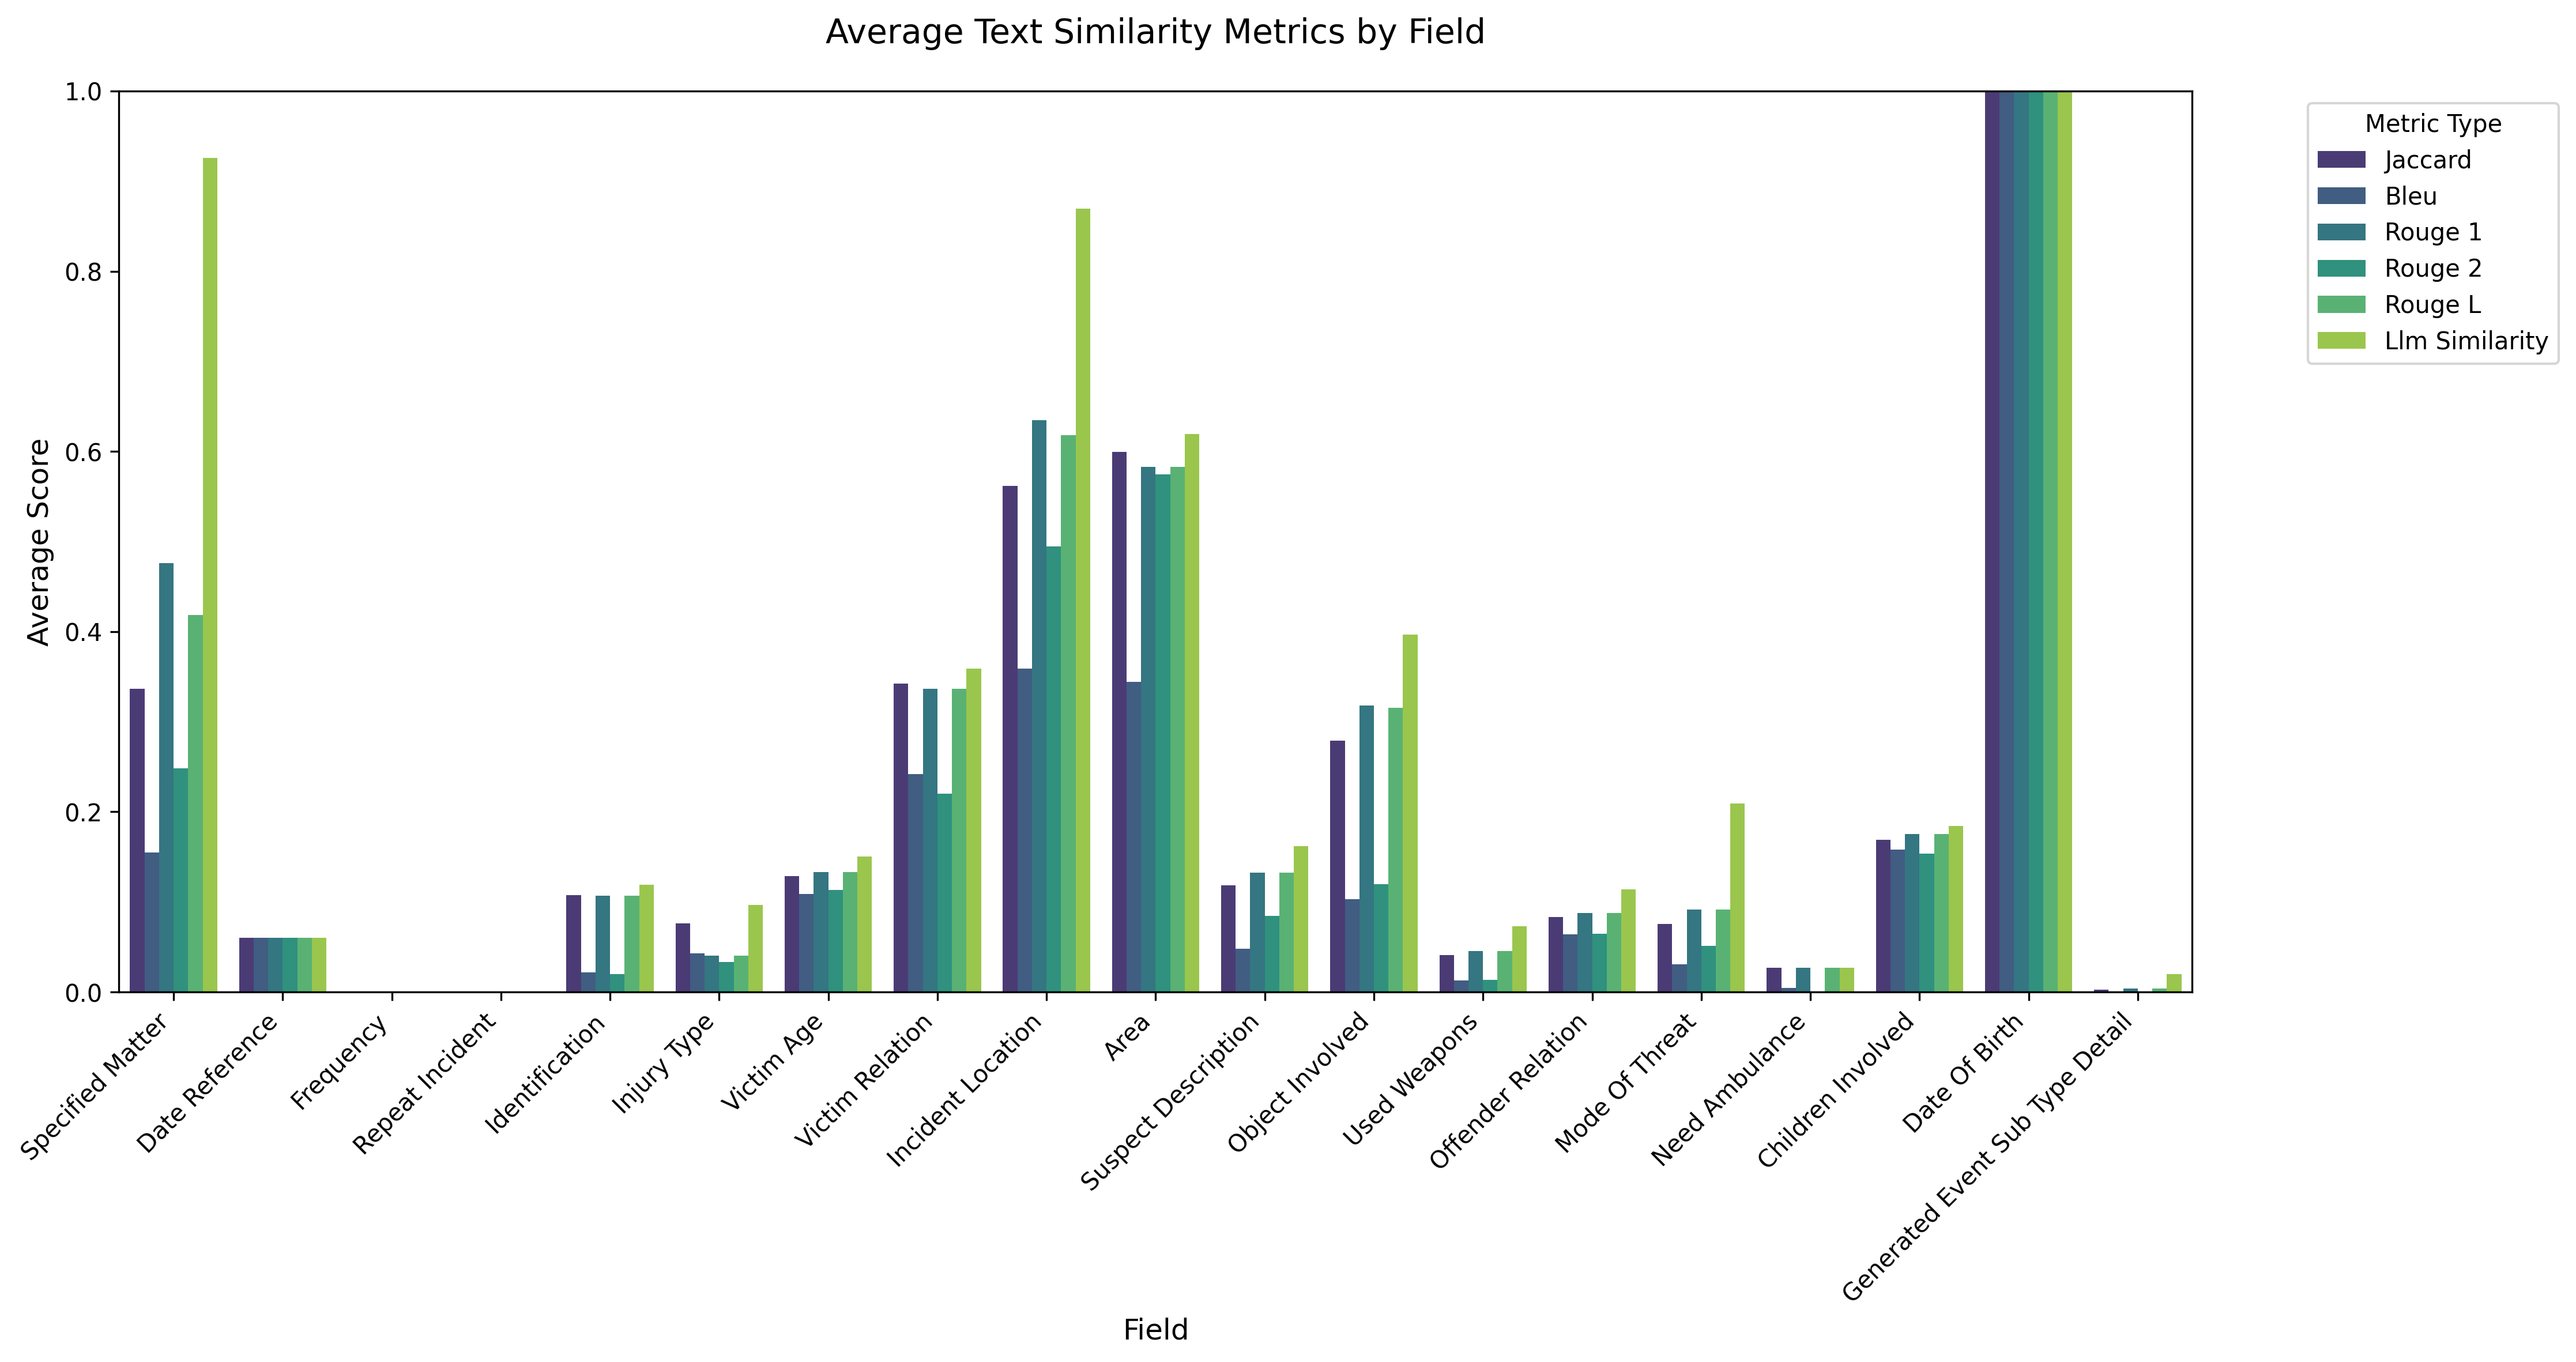 Average Text Similarity Metrics by Field
Average Score
1.0
0.8
0.6
0.4
0.2
0.0
Metric Type
Jaccard
Bleu
Rouge 1
Rouge 2
Rouge L
Llm Similarity
Specified Matter
Date Reference
Frequency
Repeat Incident
Identification
Injury Type
Victim Age
Victim Relation
Incident Location
Area
Suspect Description
Object Involved
Used Weapons
Offender Relation
Mode Of Threat
Need Ambulance
Children Involved
Date Of Birth
Generated Event Sub Type Detail
Field